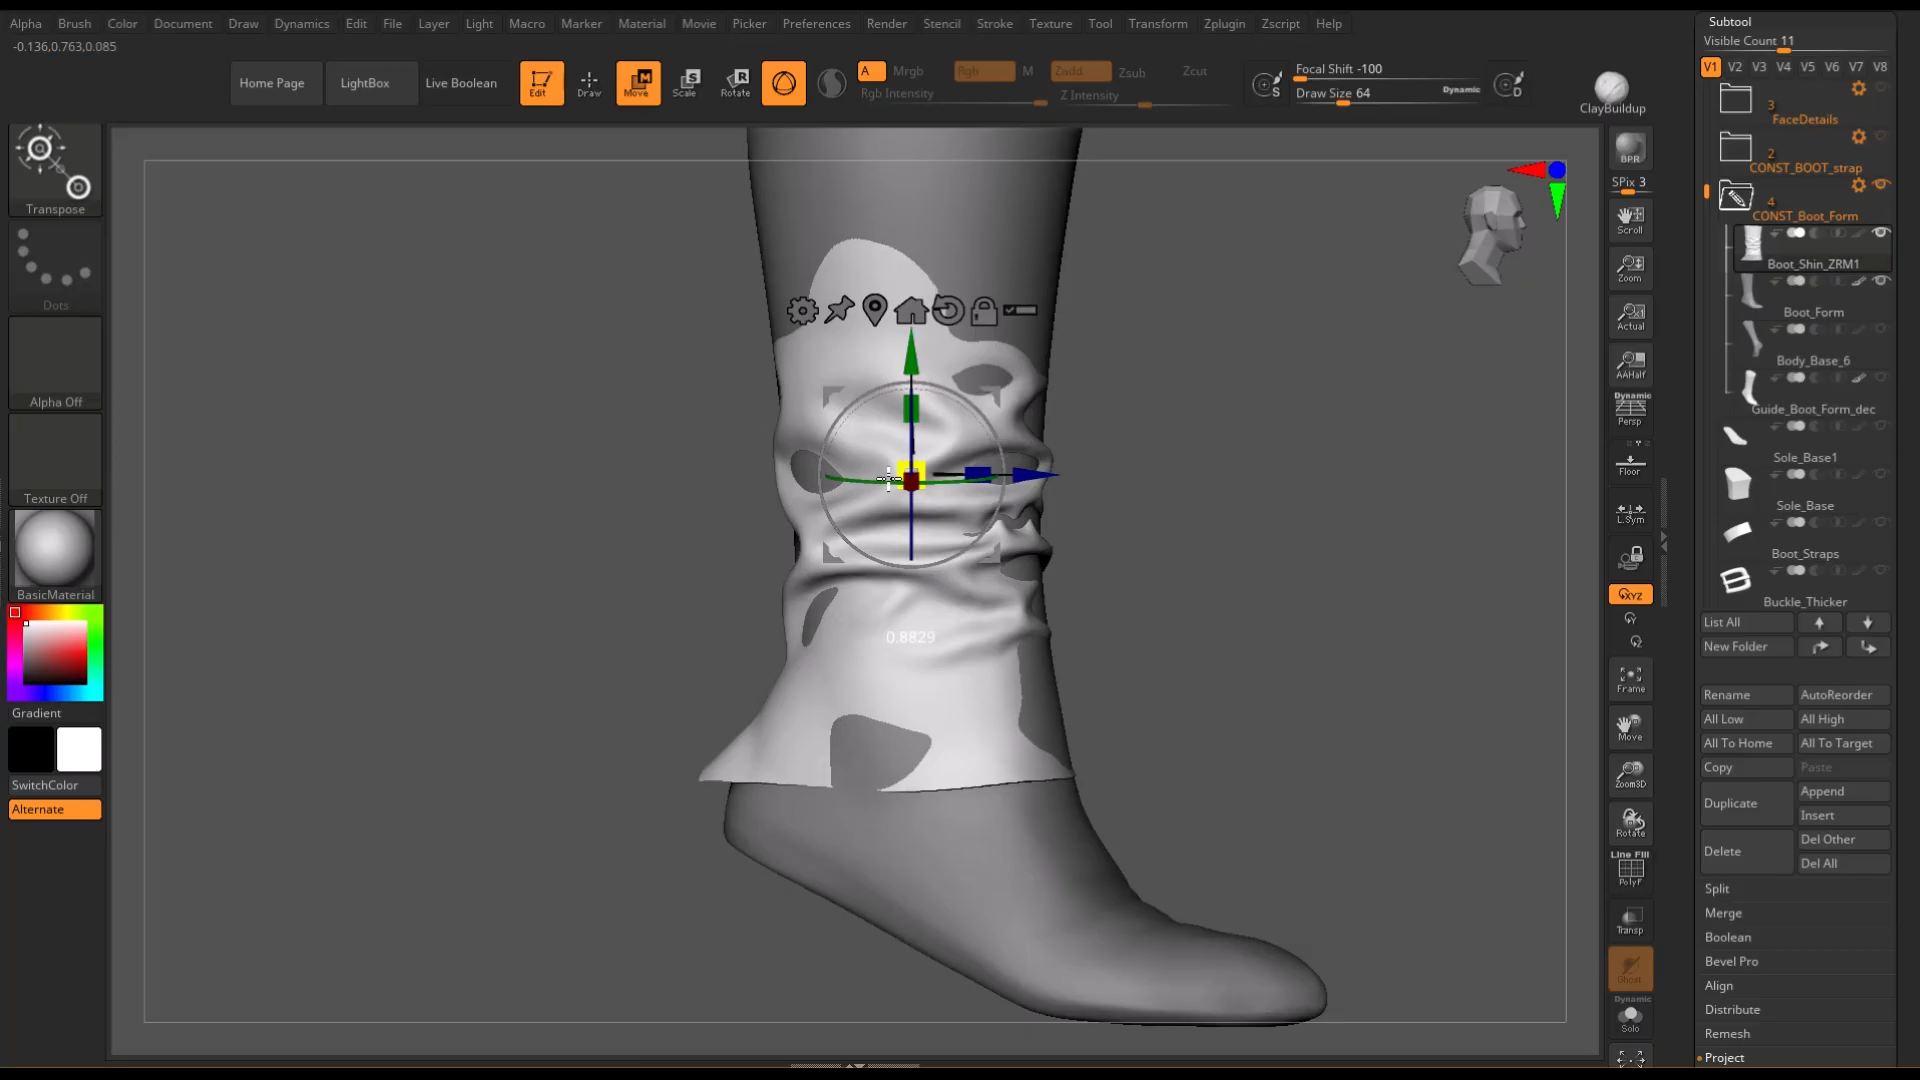 Alpha Brush Color Document Draw Dynamics Edit File Layer Light Macro Marker Material Movie Picker Preferences Render Stencil Stroke Texture Tool Transform Zplugin Zscript Help
-0.136,0.763,0.085
Home Page
LightBox
Live Boolean
Edit
Draw
Move
Scale
Rotate
A
Mrgb
Rgb
M
Zadd
Zsub
Zcut
Rgb Intensity
Z Intensity
Focal Shift -100
Draw Size 64
Dynamic
S
D
ClayBuildup
Transpose
Dots
Alpha Off
Texture Off
BasicMaterial
Gradient
SwitchColor
Alternate
0.8829
BPR
SPix 3
Scroll
Zoom
Actual
AAHalf
Dynamic
Persp
Floor
L.Sym
XYZ
Frame
Move
Zoom3D
Rotate
Line Fill
PolyF
Transp
Ghost
Dynamic
Solo
Subtool
Visible Count 11
V1 V2 V3 V4 V5 V6 V7 V8
3
FaceDetails
2
CONST_BOOT_strap
4
CONST_Boot_Form
Boot_Shin_ZRM1
Boot_Form
Body_Base_6
Guide_Boot_Form_dec
Sole_Base1
Sole_Base
Boot_Straps
Buckle_Thicker
List All
New Folder
Rename
AutoReorder
All Low
All High
All To Home
All To Target
Copy
Paste
Duplicate
Append
Insert
Delete
Del Other
Del All
Split
Merge
Boolean
Bevel Pro
Align
Distribute
Remesh
Project